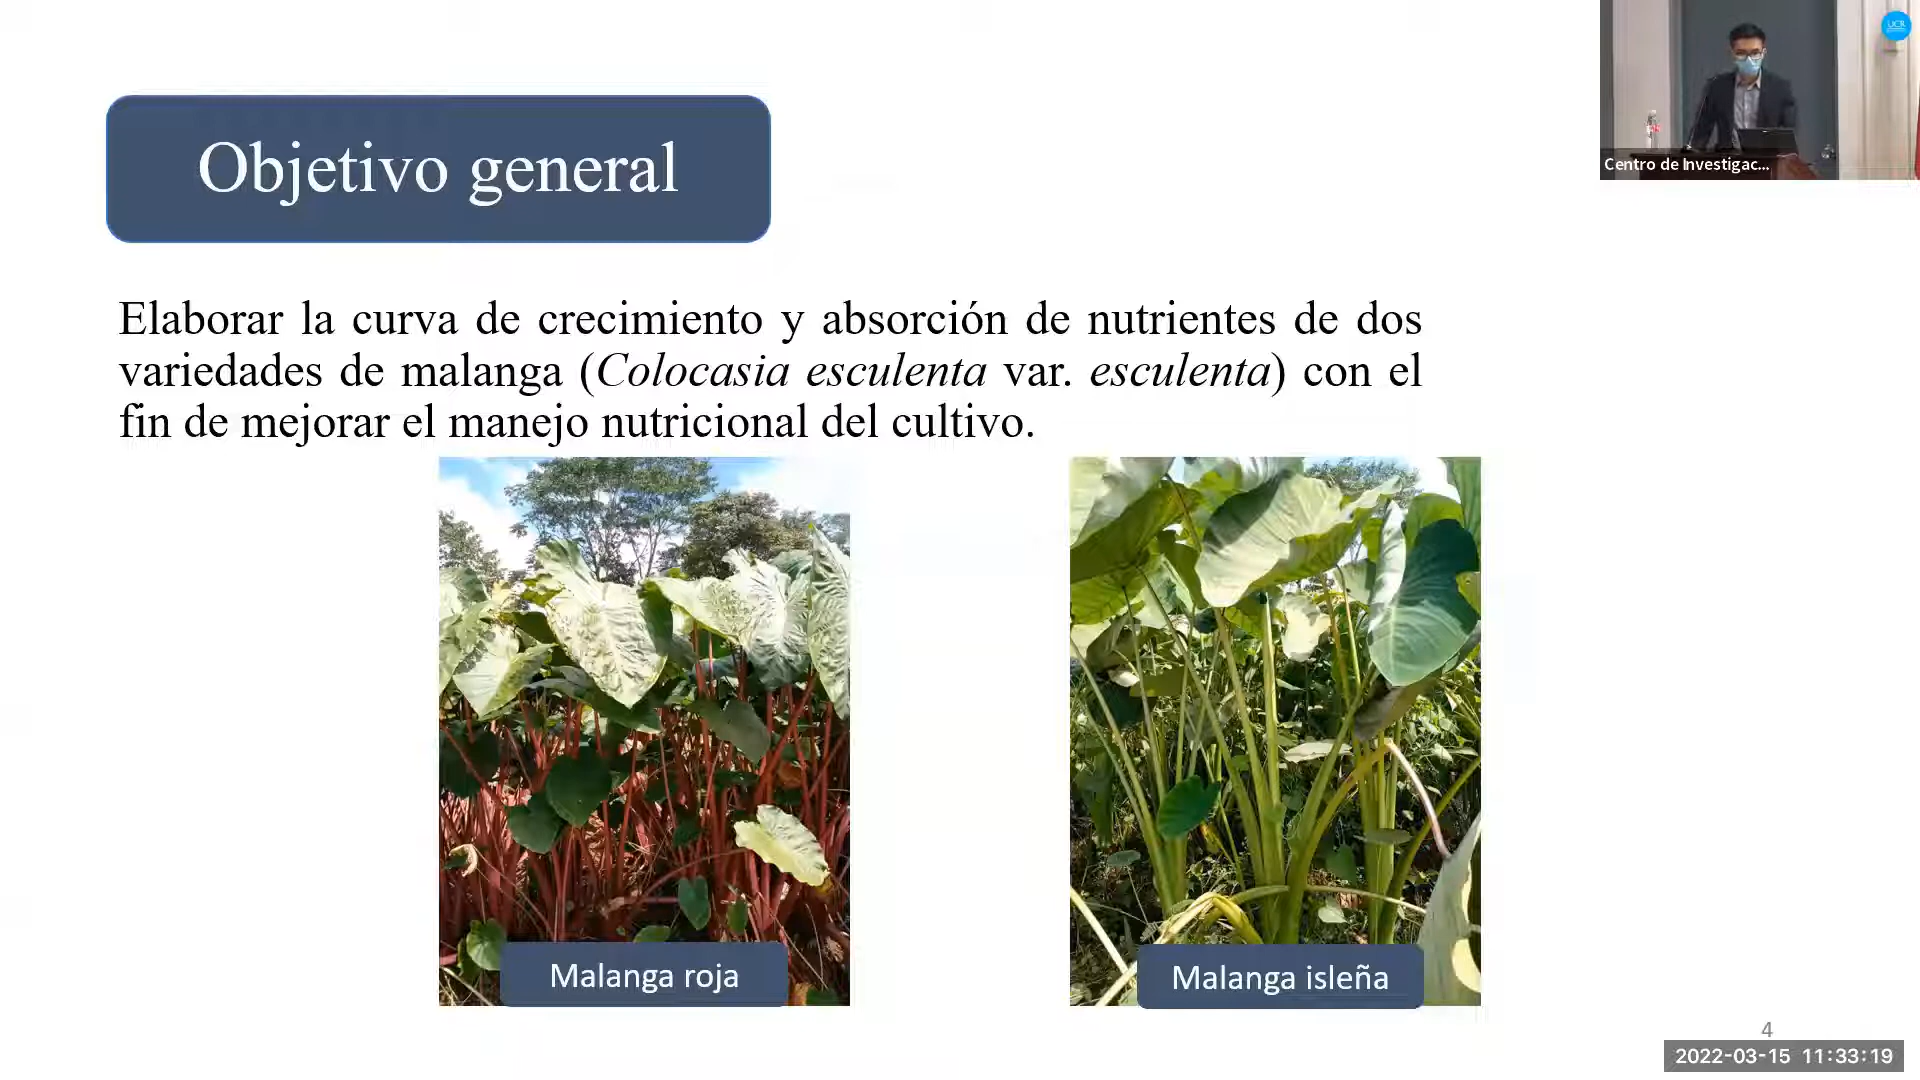 UCR
Objetivo general
Centro de Investigac...
Elaborar la curva de crecimiento y absorción de nutrientes de dos
variedades de malanga (Colocasia esculenta var. esculenta) con el
fin de mejorar el manejo nutricional del cultivo.
Malanga roja
Malanga isleña
4
2022-03-15 11:33:19